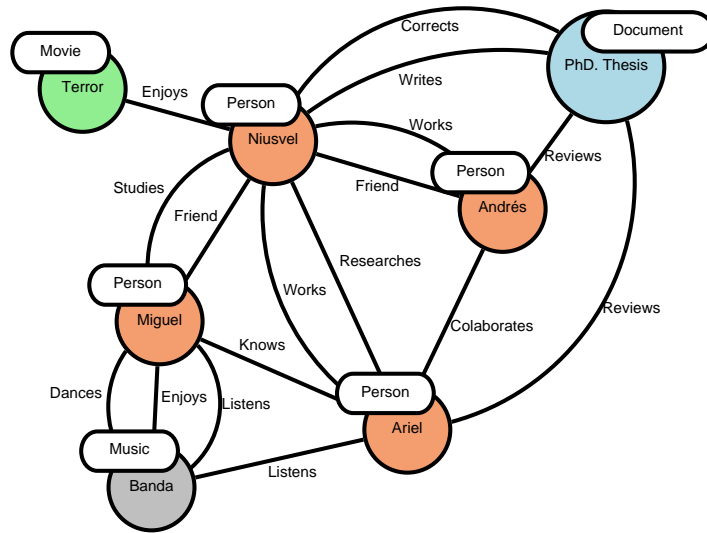 Corrects
Document
Movie
PhD. Thesis
Writes
Terror
Enjoys
Person
Works
Niusvel
Reviews
Person
Friend
Studies
Andrés
Friend
Researches
Person
Works
Reviews
Miguel
Colaborates
Knows
Dances
Enjoys
Person
Listens
Ariel
Music
Listens
Banda